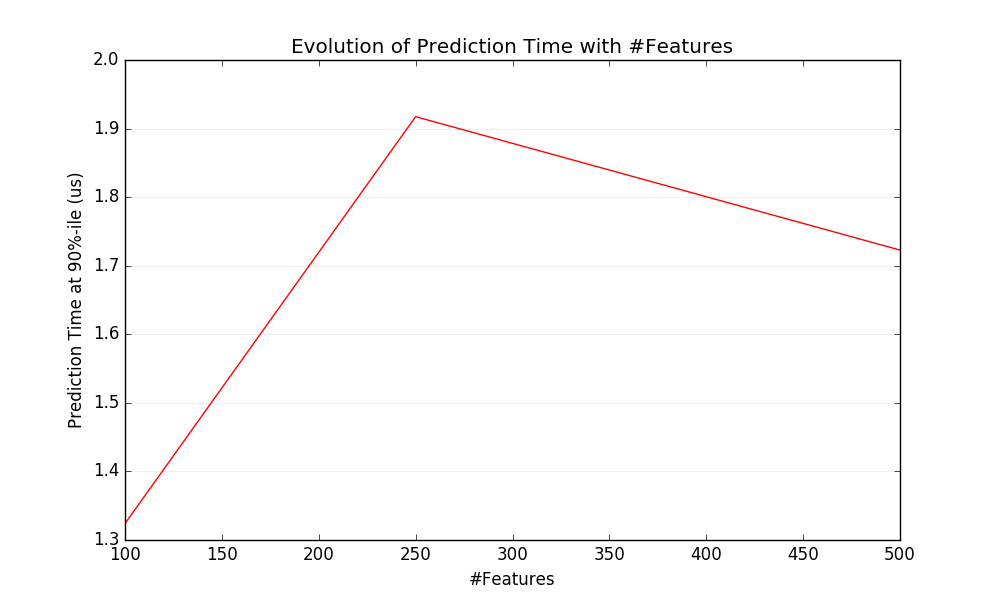 Evolution of Prediction Time with #Features
2.0
1.9
1.8
1.7
1.6
1.5
1.4
1.3
Prediction Time at 90%-ile (us)
100 150 200 250 300 350 400 450 500
#Features